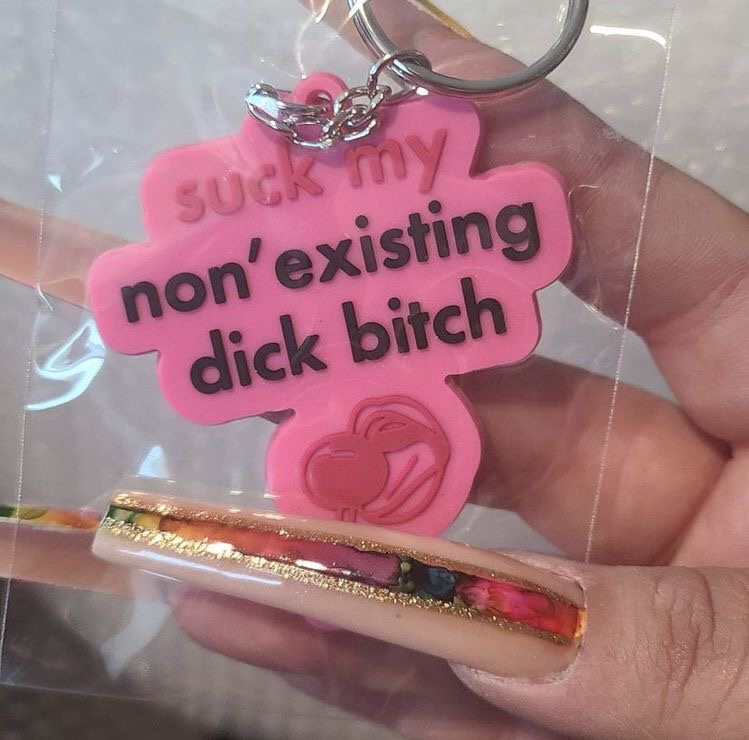 suck my
non'existing
dick bitch